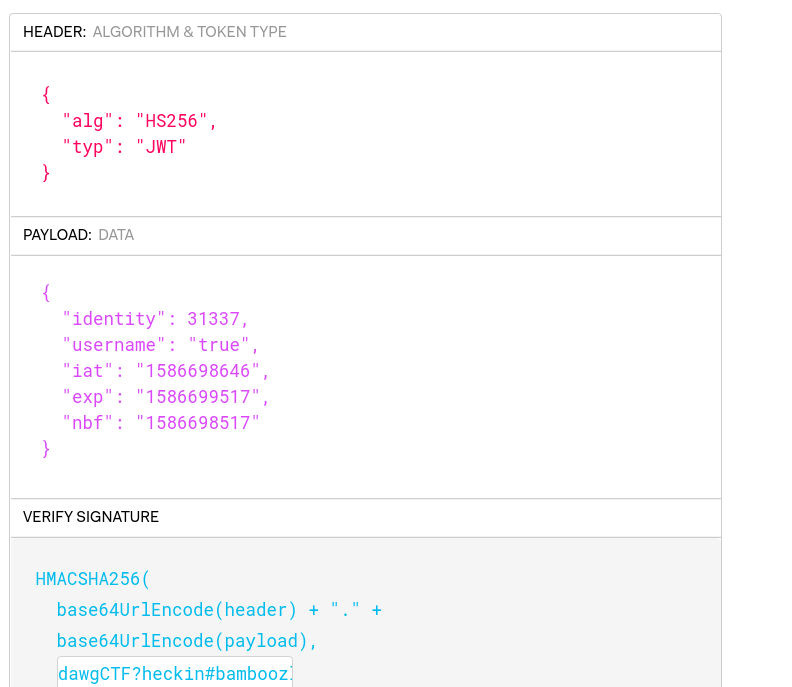 HEADER: ALGORITHM & TOKEN TYPE
{
"alg": "HS256",
"typ": "JWT"
}
PAYLOAD: DATA
{
"identity": 31337,
"username": "true",
"iat": "1586698646",
"exp": "1586699517",
"nbf": "1586698517"
}
VERIFY SIGNATURE
HMACSHA256(
base64UrlEncode(header) + "." +
base64UrlEncode(payload),
dawgCTF?heckin#bambooz